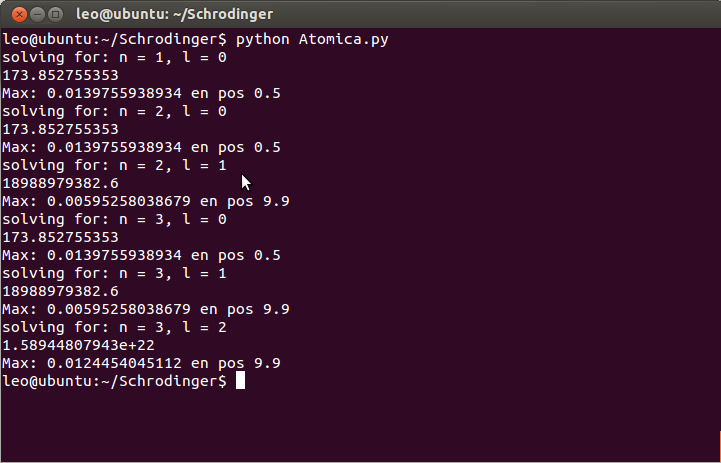 leo@ubuntu: ~/Schrodinger
leo@ubuntu:~/Schrodinger$ python Atomica.py
solving for: n = 1, l = 0
173.852755353
Max: 0.0139755938934 en pos 0.5
solving for: n = 2, l = 0
173.852755353
Max: 0.0139755938934 en pos 0.5
solving for: n = 2, l = 1
18988979382.6
Max: 0.00595258038679 en pos 9.9
solving for: n = 3, l = 0
173.852755353
Max: 0.0139755938934 en pos 0.5
solving for: n = 3, l = 1
18988979382.6
Max: 0.00595258038679 en pos 9.9
solving for: n = 3, l = 2
1.58944807943e+22
Max: 0.0124454045112 en pos 9.9
leo@ubuntu:~/Schrodinger$